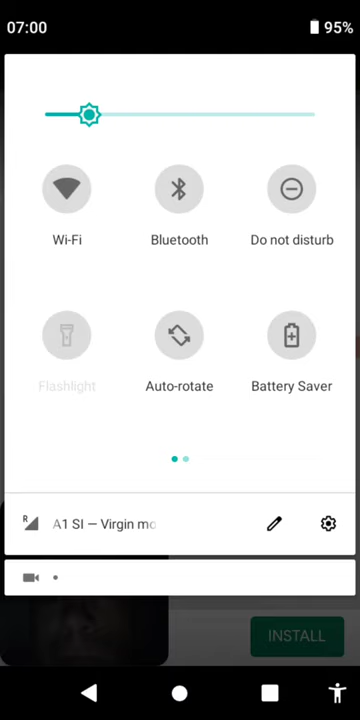 07:00
95%
Wi-Fi
Bluetooth
Do not disturb
Flashlight
Auto-rotate
Battery Saver
R
A1 SI — Virgin mo
INSTALL